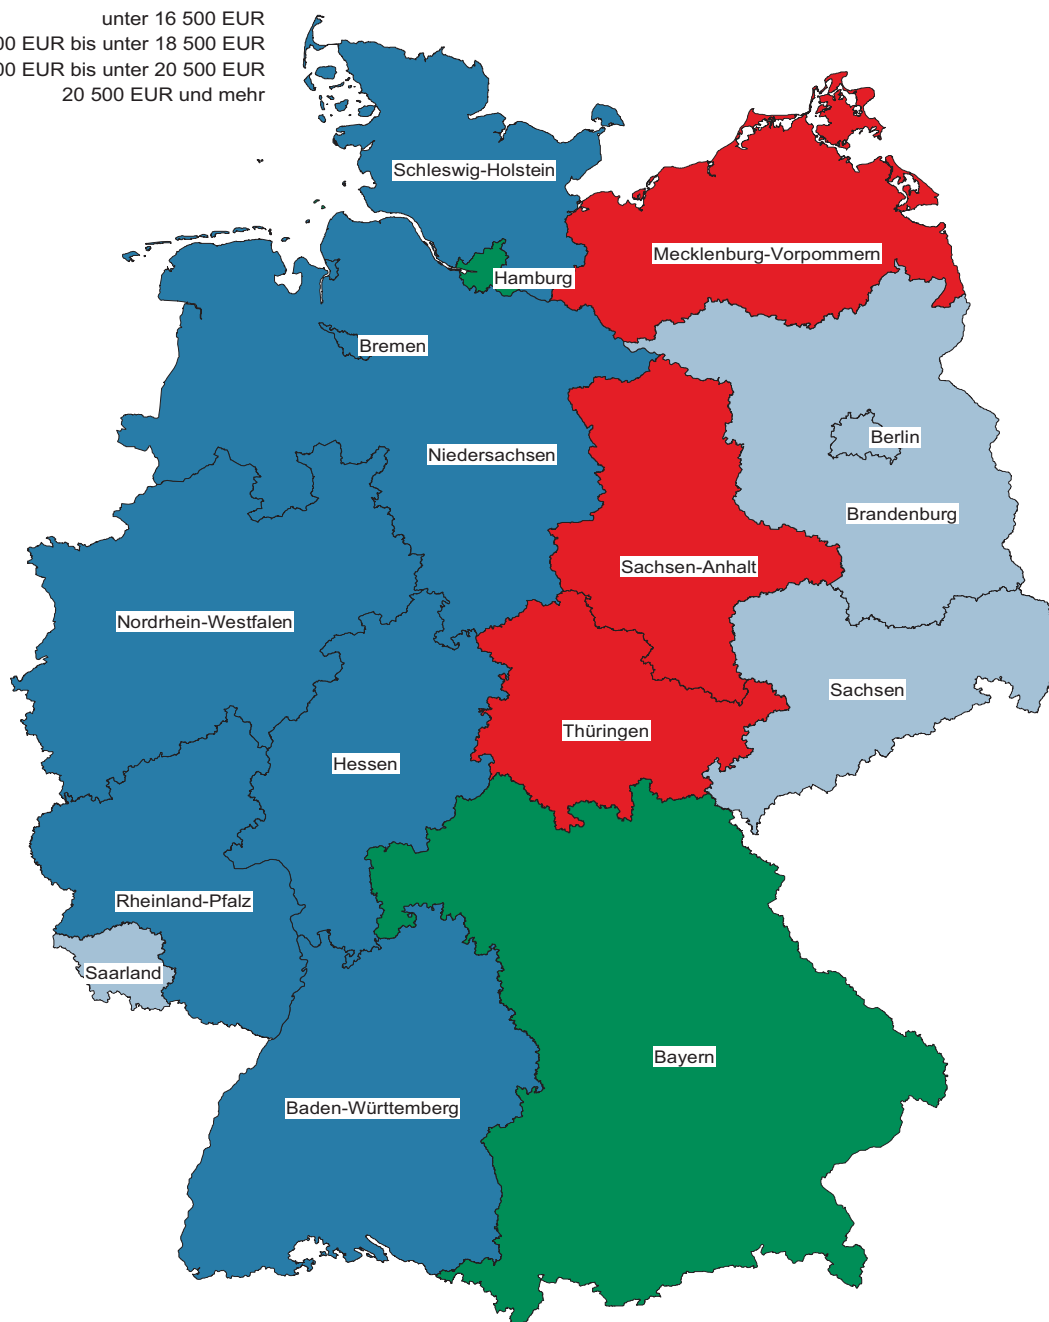 unter 16 500 EUR
00 EUR bis unter 18 500 EUR
00 EUR bis unter 20 500 EUR
20 500 EUR und mehr
Schleswig-Holstein
Mecklenburg-Vorpommern
Hamburg
Bremen
Berlin
Niedersachsen
Brandenburg
Sachsen-Anhalt
Nordrhein-Westfalen
Sachsen
Thüringen
Hessen
Rheinland-Pfalz
Saarland
Bayern
Baden-Württemberg